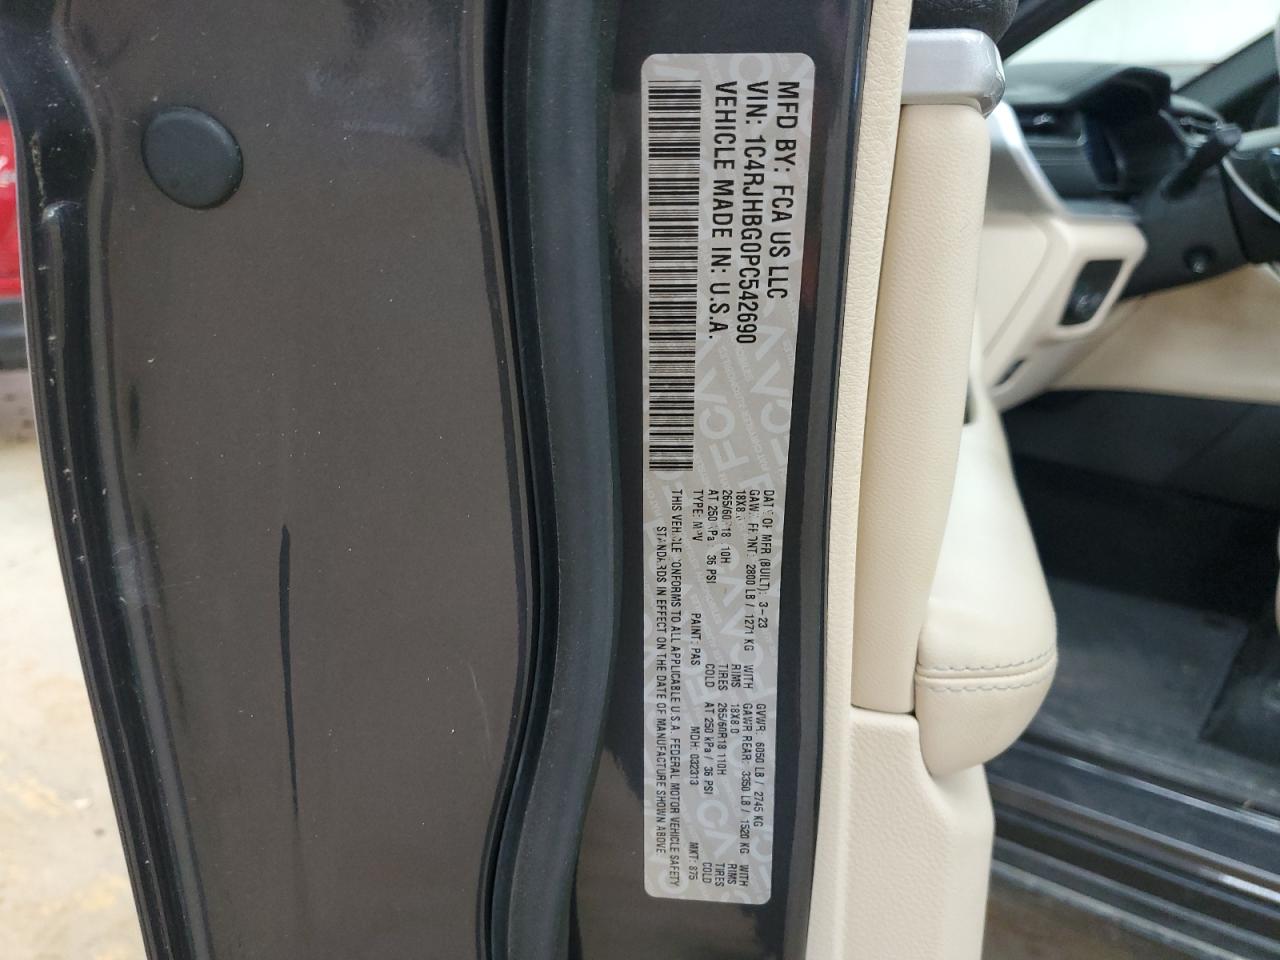 MFD BY: FCA US LLC
VIN: 1C4RJHBG0PC542690
VEHICLE MADE IN: U.S.A.
DATE OF MFR (BUILT): 3-23 GVWR: 6050 LB / 2745 KG
GAWR FRONT: 2800 LB / 1271 KG WITH GAWR REAR: 3350 LB / 1520 KG WITH
18X8.0 RIMS 18X8.0 RIMS
265/60R18 110H TIRES 265/60R18 110H TIRES
AT 250 kPa / 36 PSI COLD AT 250 kPa / 36 PSI COLD
TYPE: MPV PAINT: PAS MDH: 032313 MKT: 875
THIS VEHICLE CONFORMS TO ALL APPLICABLE U.S.A. FEDERAL MOTOR VEHICLE SAFETY
STANDARDS IN EFFECT ON THE DATE OF MANUFACTURE SHOWN ABOVE